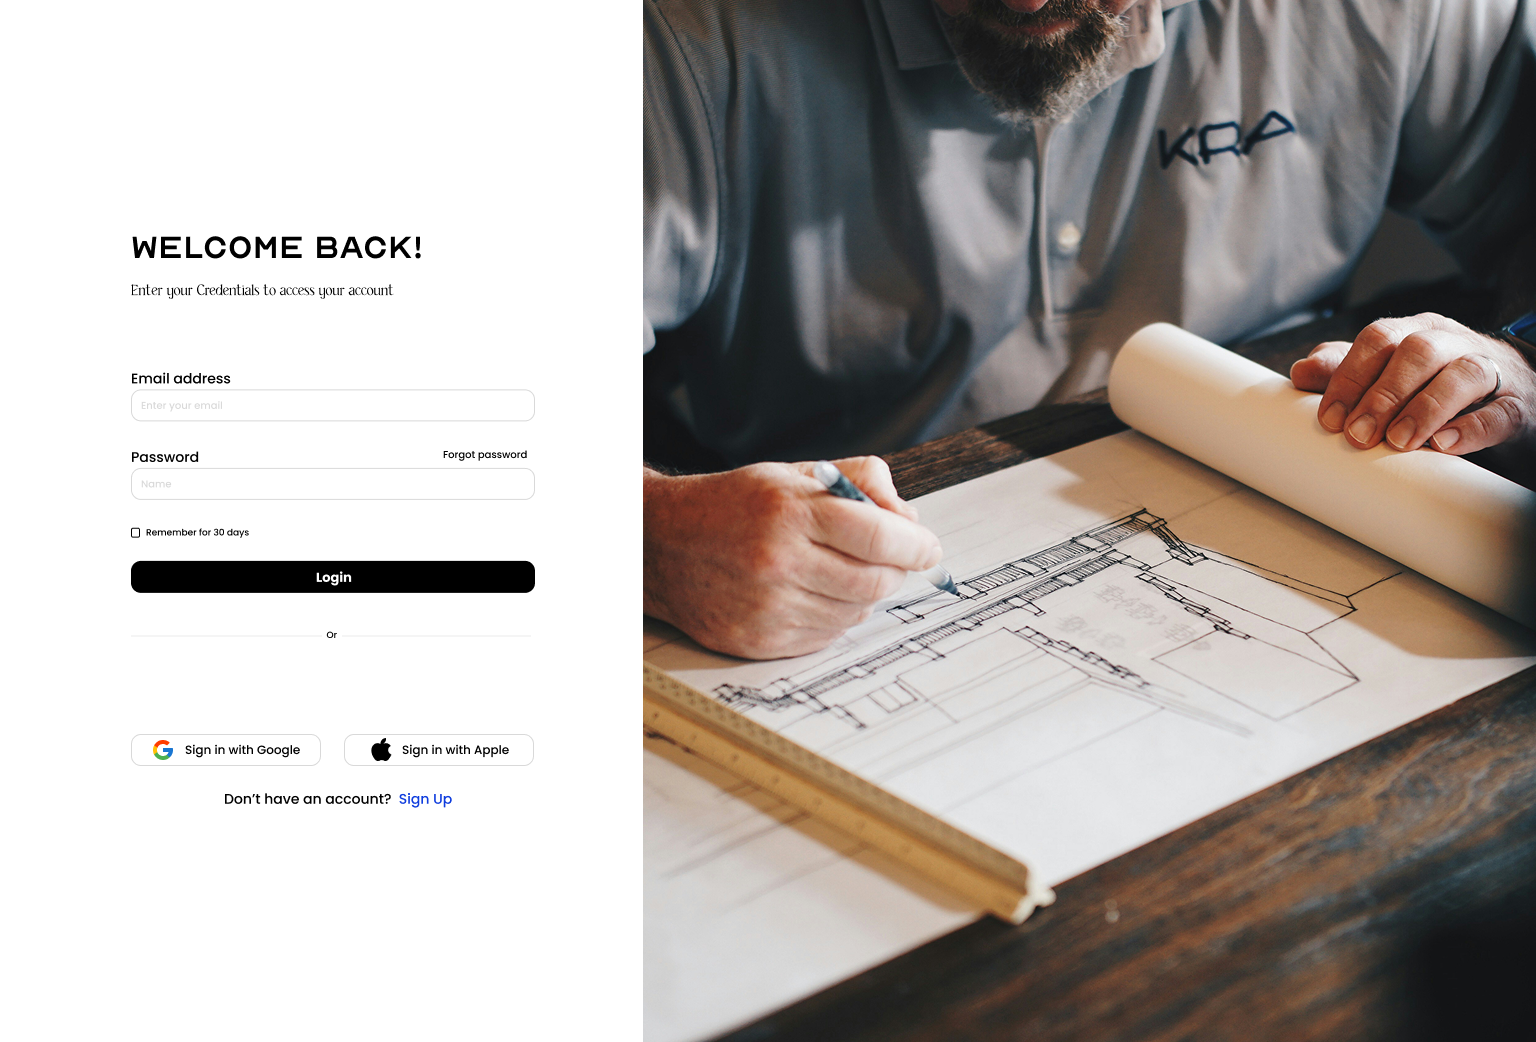 WELCOME BACK!
Enter your Credentials to access your account
Email address
Enter your email
Password
Forgot password
Name
Remember for 30 days
Login
Or
Sign in with Google
Sign in with Apple
Don’t have an account? Sign Up
KRA